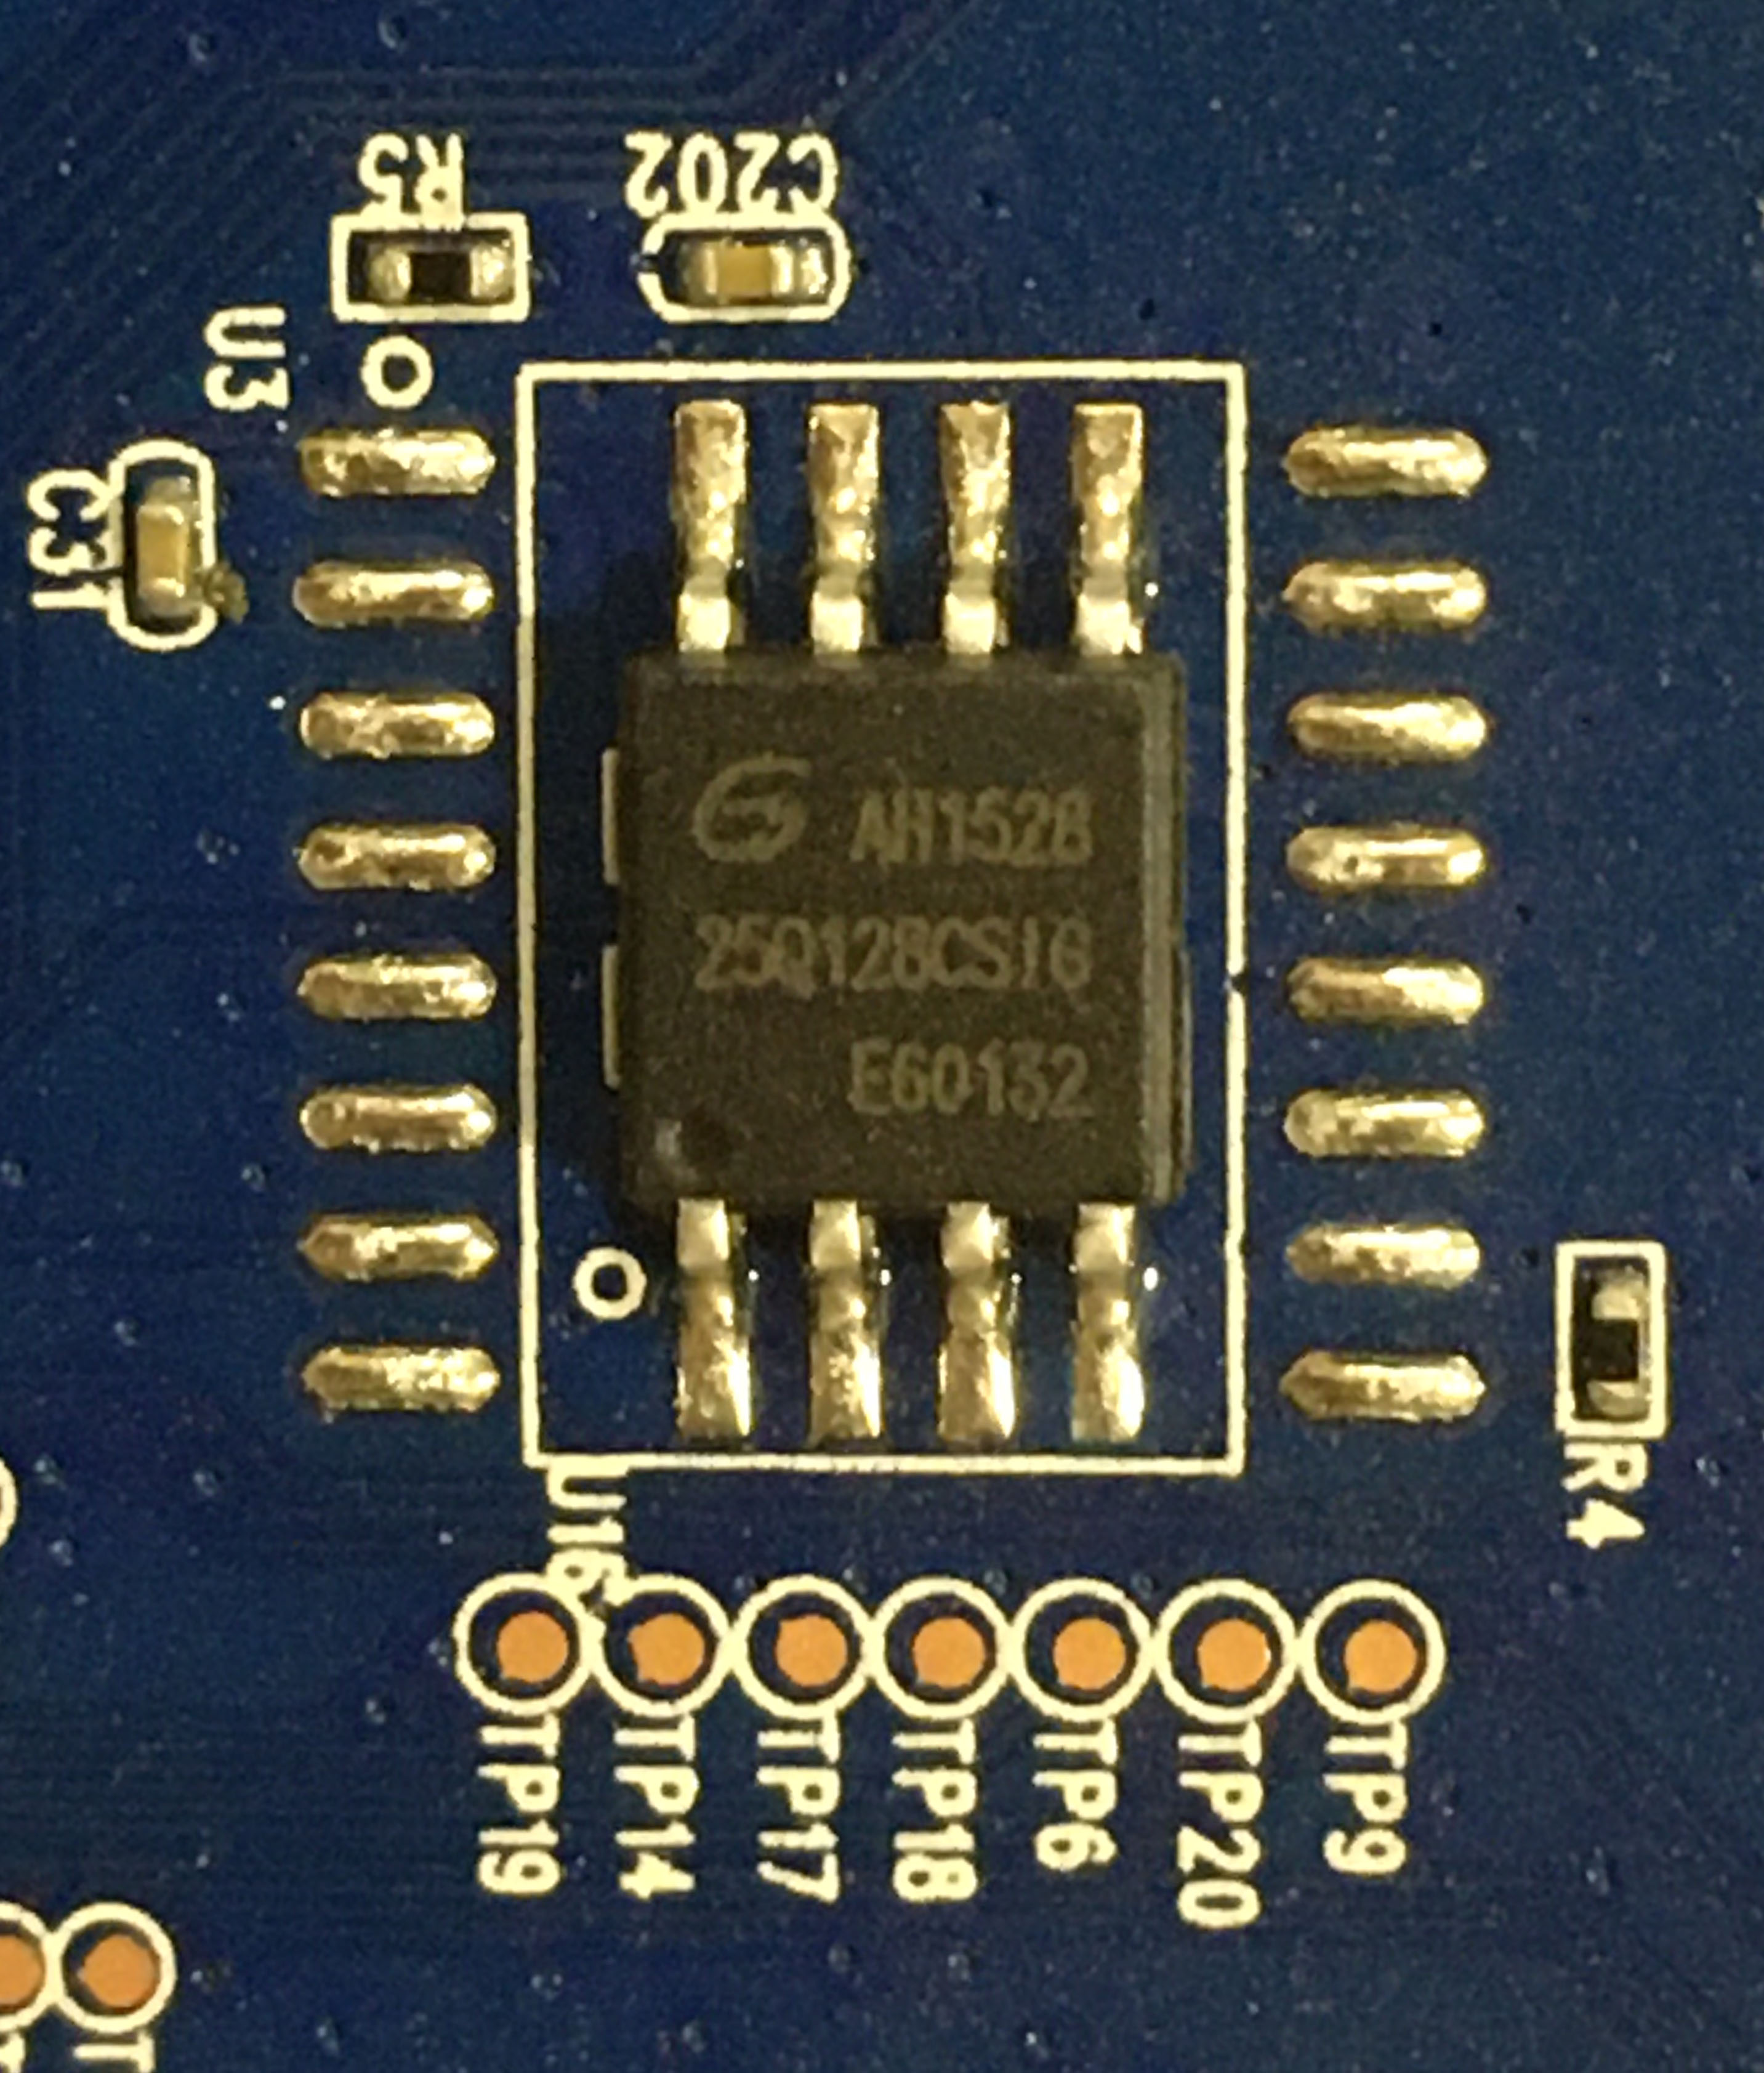 R5
C202
U3
C31
AH1528
25Q128CSIG
E60132
R4
U16
TP19
TP14
TP17
TP18
TP6
TP20
TP9
T